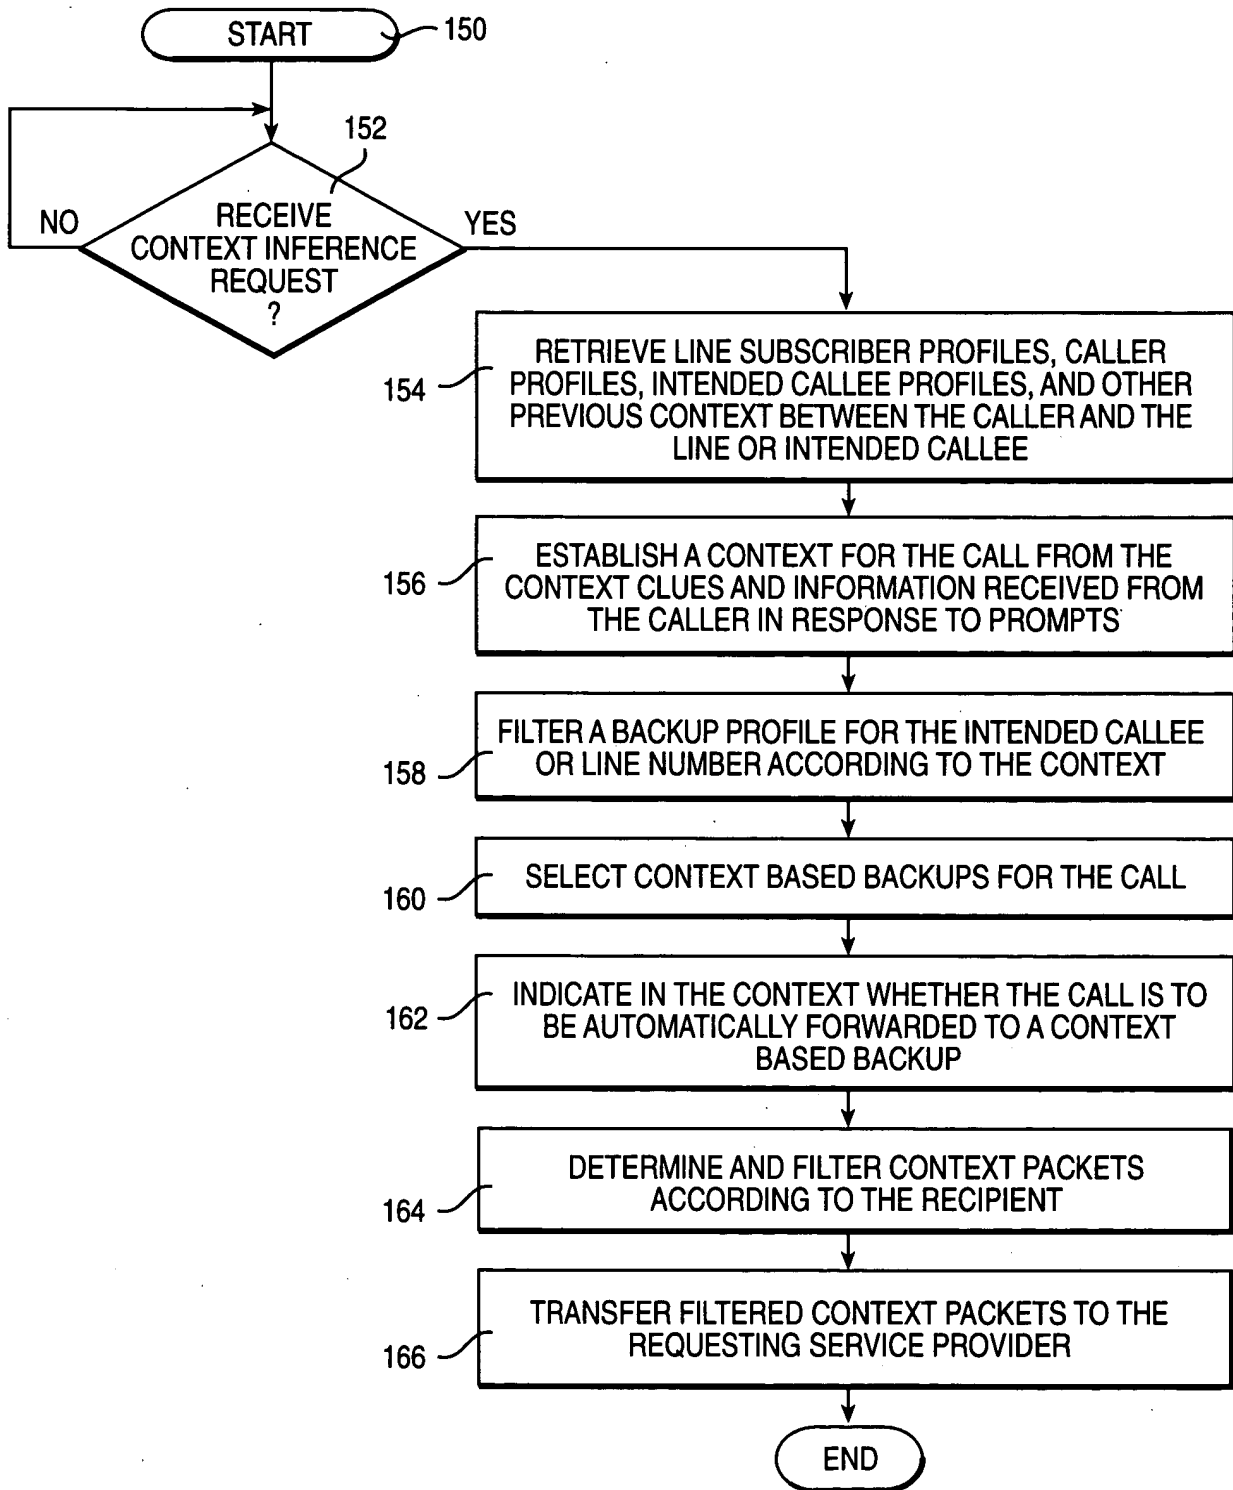 START
150
152
NO
RECEIVE
CONTEXT INFERENCE
REQUEST
?
YES
154
RETRIEVE LINE SUBSCRIBER PROFILES, CALLER
PROFILES, INTENDED CALLEE PROFILES, AND OTHER
PREVIOUS CONTEXT BETWEEN THE CALLER AND THE
LINE OR INTENDED CALLEE
156
ESTABLISH A CONTEXT FOR THE CALL FROM THE
CONTEXT CLUES AND INFORMATION RECEIVED FROM
THE CALLER IN RESPONSE TO PROMPTS
158
FILTER A BACKUP PROFILE FOR THE INTENDED CALLEE
OR LINE NUMBER ACCORDING TO THE CONTEXT
160
SELECT CONTEXT BASED BACKUPS FOR THE CALL
162
INDICATE IN THE CONTEXT WHETHER THE CALL IS TO
BE AUTOMATICALLY FORWARDED TO A CONTEXT
BASED BACKUP
164
DETERMINE AND FILTER CONTEXT PACKETS
ACCORDING TO THE RECIPIENT
166
TRANSFER FILTERED CONTEXT PACKETS TO THE
REQUESTING SERVICE PROVIDER
END